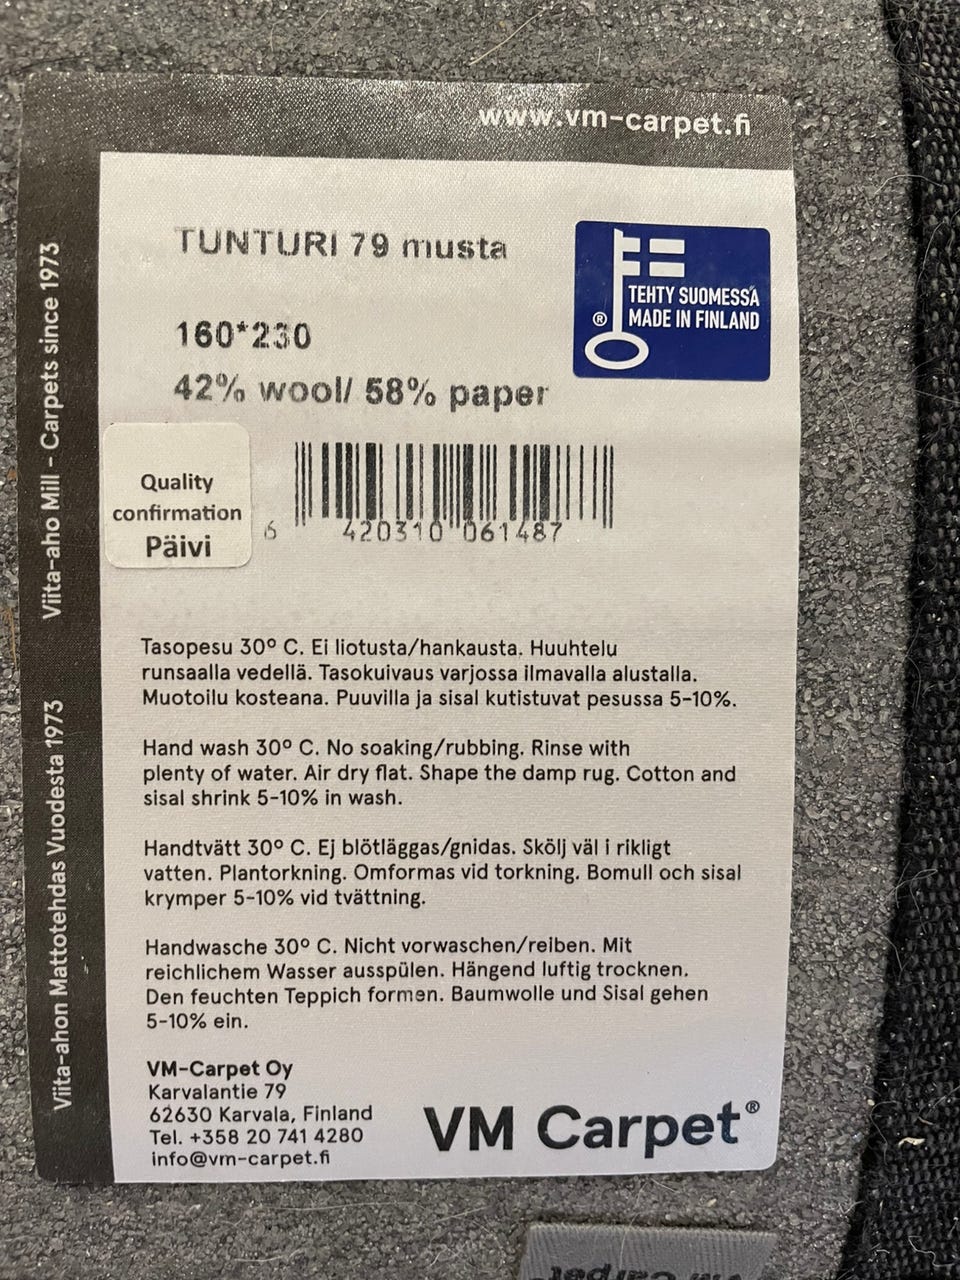 www.vm-carpet.fi
TUNTURI 79 musta
TEHTY SUOMESSA
® MADE IN FINLAND
160*230
42% wool/ 58% paper
Quality
confirmation
Päivi
6 420310 061487
Viita-aho Mill - Carpets since 1973
Viita-ahon Mattotehdas Vuodesta 1973
Tasopesu 30º C. Ei liotusta/hankausta. Huuhtelu
runsaalla vedellä. Tasokuivaus varjossa ilmavalla alustalla.
Muotoilu kosteana. Puuvilla ja sisal kutistuvat pesussa 5-10%.
Hand wash 30º C. No soaking/rubbing. Rinse with
plenty of water. Air dry flat. Shape the damp rug. Cotton and
sisal shrink 5-10% in wash.
Handtvätt 30º C. Ej blötläggas/gnidas. Skölj väl i rikligt
vatten. Plantorkning. Omformas vid torkning. Bomull och sisal
krymper 5-10% vid tvättning.
Handwasche 30º C. Nicht vorwaschen/reiben. Mit
reichlichem Wasser ausspülen. Hängend luftig trocknen.
Den feuchten Teppich formen. Baumwolle und Sisal gehen
5-10% ein.
VM-Carpet Oy
Karvalantie 79
62630 Karvala, Finland
Tel. +358 20 741 4280
info@vm-carpet.fi
VM Carpet®
VM Carpet